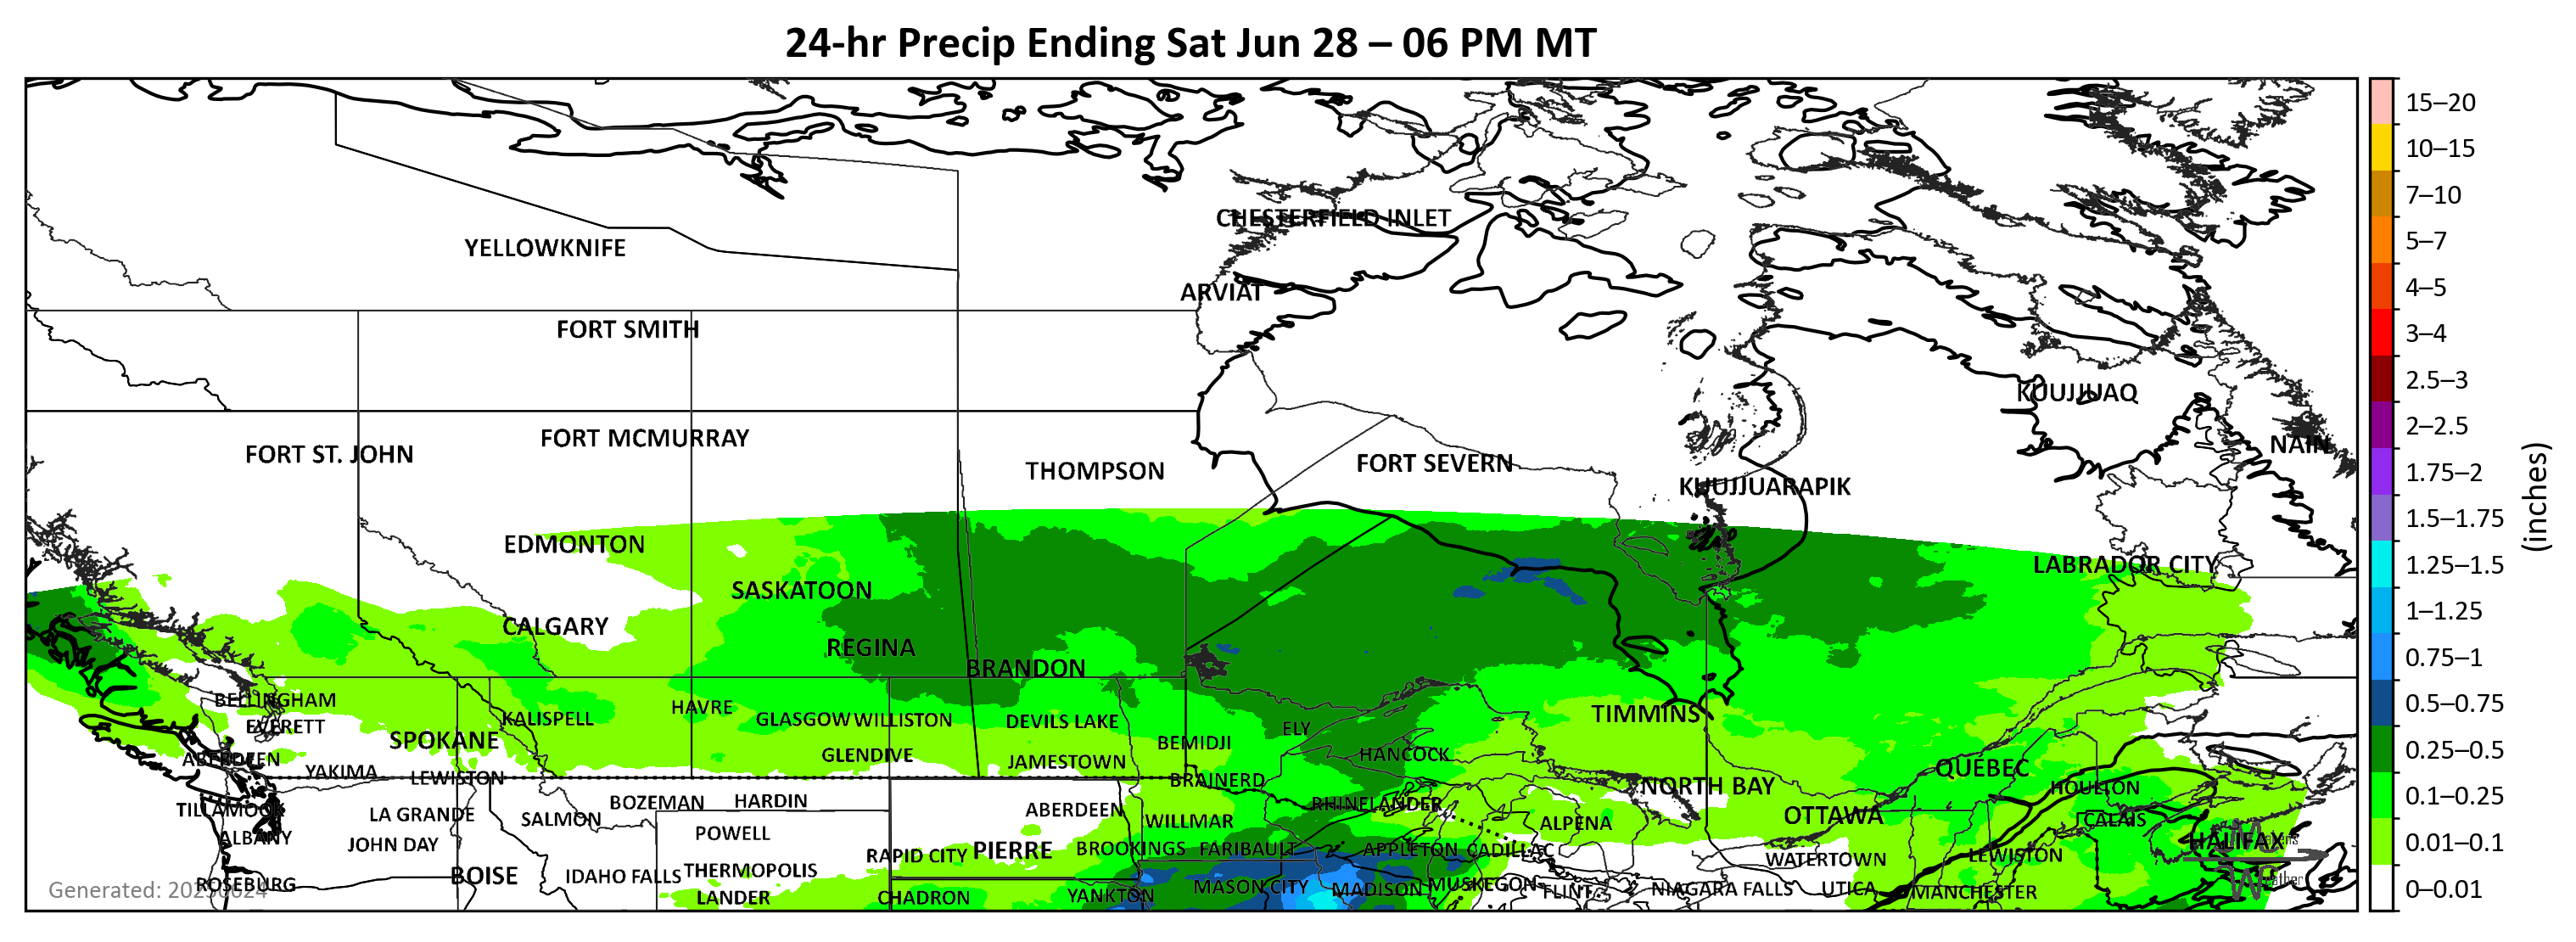 24-hr Precip Ending Sat Jun 28 – 06 PM MT
CHESTERFIELD INLET
YELLOWKNIFE
ARVIAT
FORT SMITH
KUUJJUAQ
FORT MCMURRAY
NAIN
FORT ST. JOHN
FORT SEVERN
THOMPSON
KUUJJUARAPIK
EDMONTON
LABRADOR CITY
SASKATOON
CALGARY
REGINA
BRANDON
BELLINGHAM
HAVRE
TIMMINS
KALISPELL
GLASGOW WILLISTON
DEVILS LAKE
EVERETT
ELY
SPOKANE
BEMIDJI
GLENDIVE
HANCOCK
ABERDEEN
JAMESTOWN
QUÉBEC
YAKIMA
LEWISTON
BRAINERD
NORTH BAY
HOULTON
BOZEMAN
HARDIN
RHINELANDER
TILLAMOOK
ABERDEEN
LA GRANDE
SALMON
WILLMAR
ALPENA
OTTAWA
CALAIS
ALBANY
POWELL
HALIFAX
JOHN DAY
RAPID CITY
PIERRE
BROOKINGS
FARIBAULT
APPLETON
CADILLAC
WATERTOWN
LEWISTON
BOISE
IDAHO FALLS
THERMOPOLIS
ROSEBURG
MASON CITY
MADISON
MUSKEGON
FLINT
NIAGARA FALLS
UTICA
MANCHESTER
LANDER
CHADRON
YANKTON
Weather
15–20
10–15
7–10
5–7
4–5
3–4
2.5–3
2–2.5
1.75–2
1.5–1.75
1.25–1.5
1–1.25
0.75–1
0.5–0.75
0.25–0.5
0.1–0.25
0.01–0.1
0–0.01
(inches)